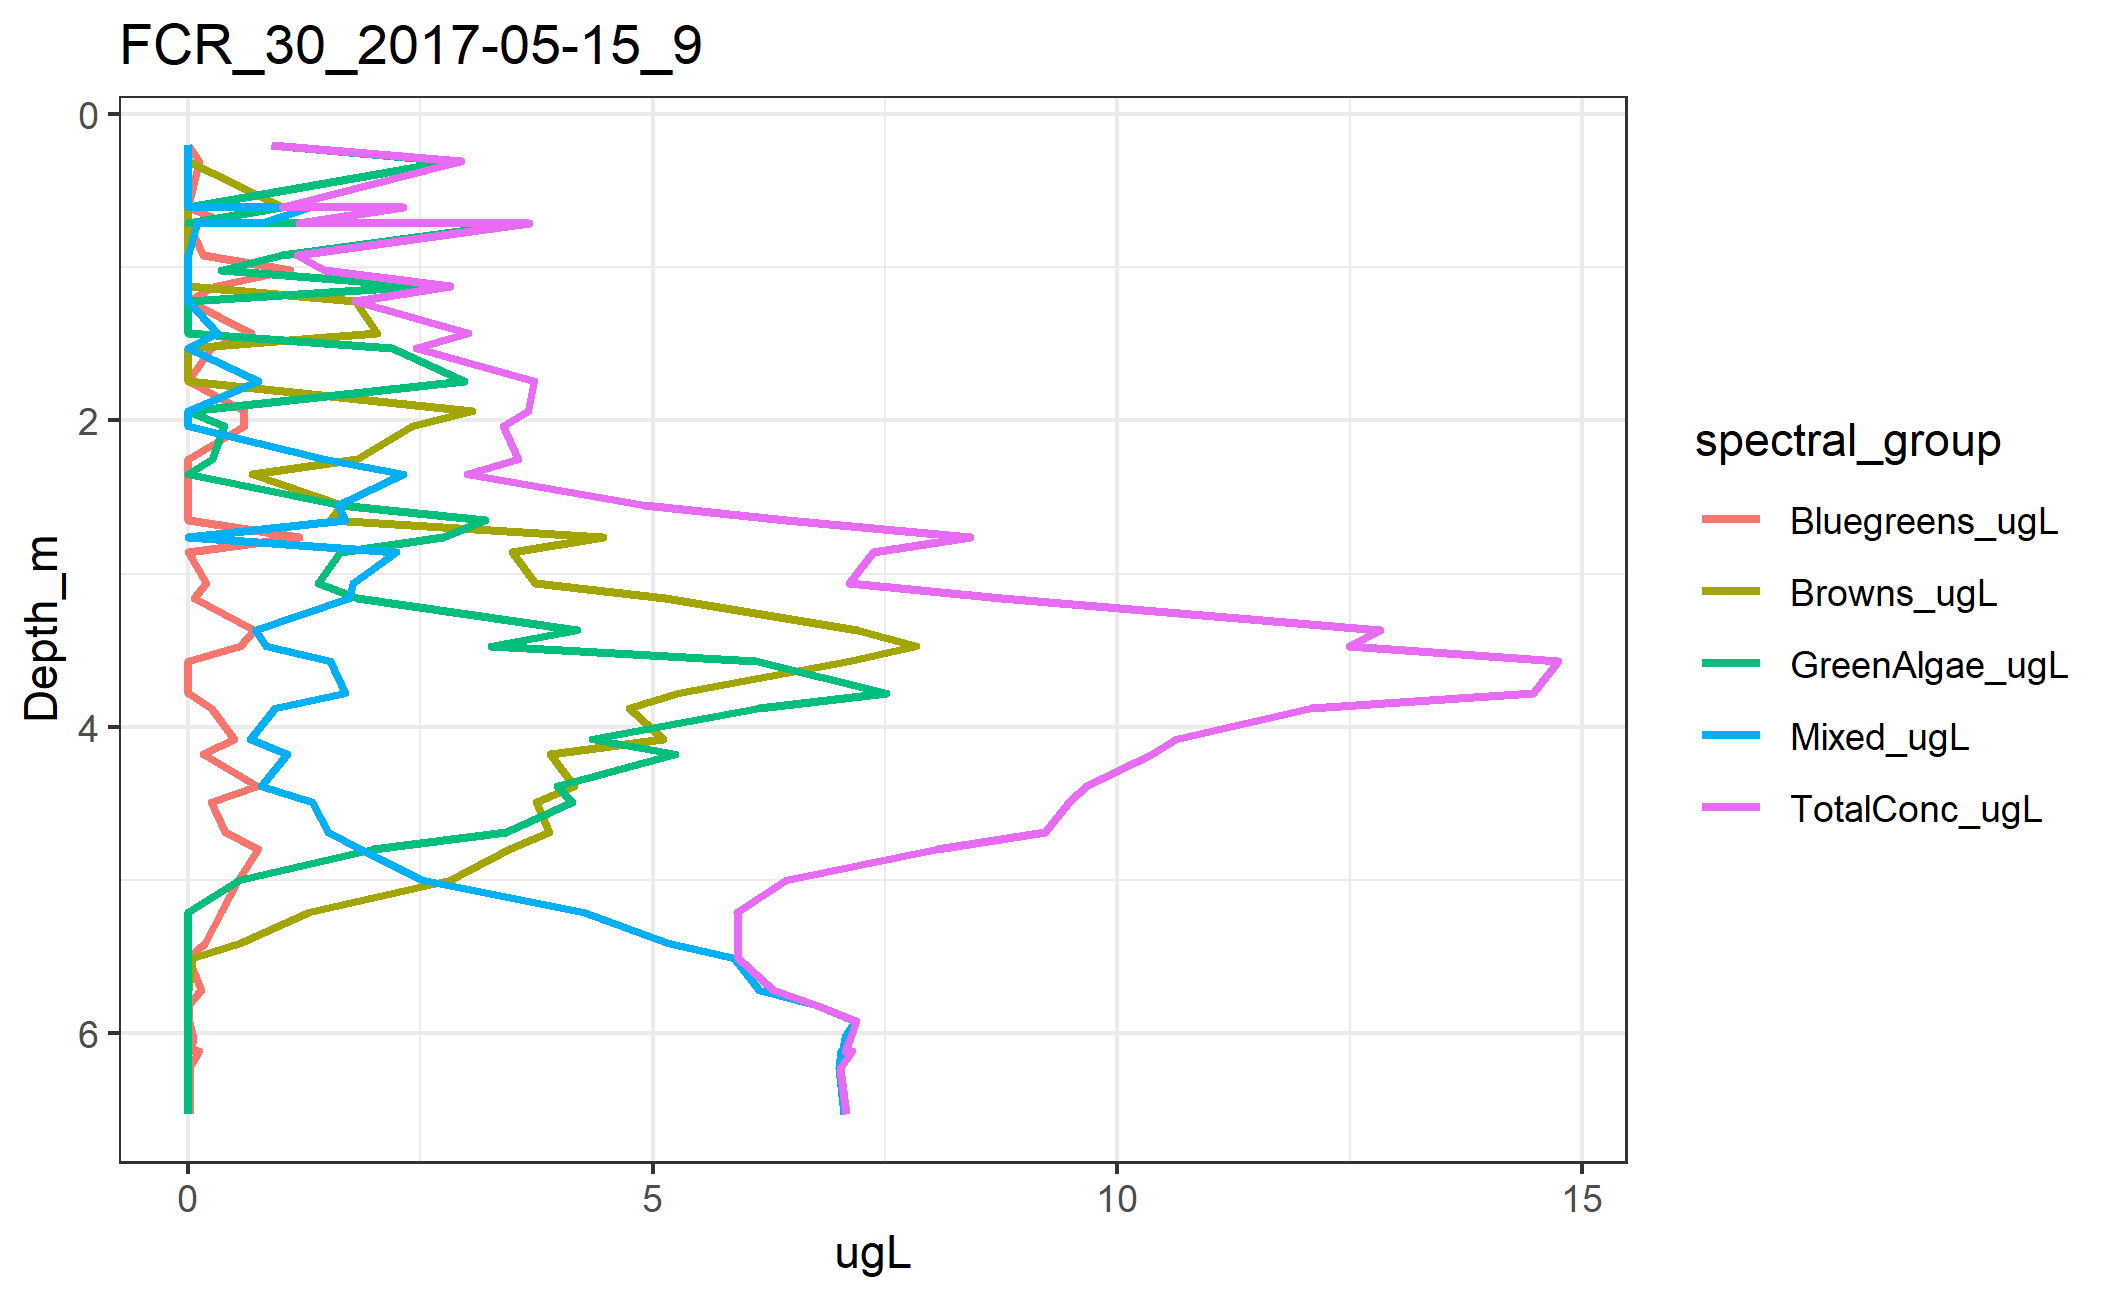 FCR_30_2017-05-15_9
0
2
4
6
Depth_m
0 5 10 15
ugL
spectral_group
Bluegreens_ugL
Browns_ugL
GreenAlgae_ugL
Mixed_ugL
TotalConc_ugL